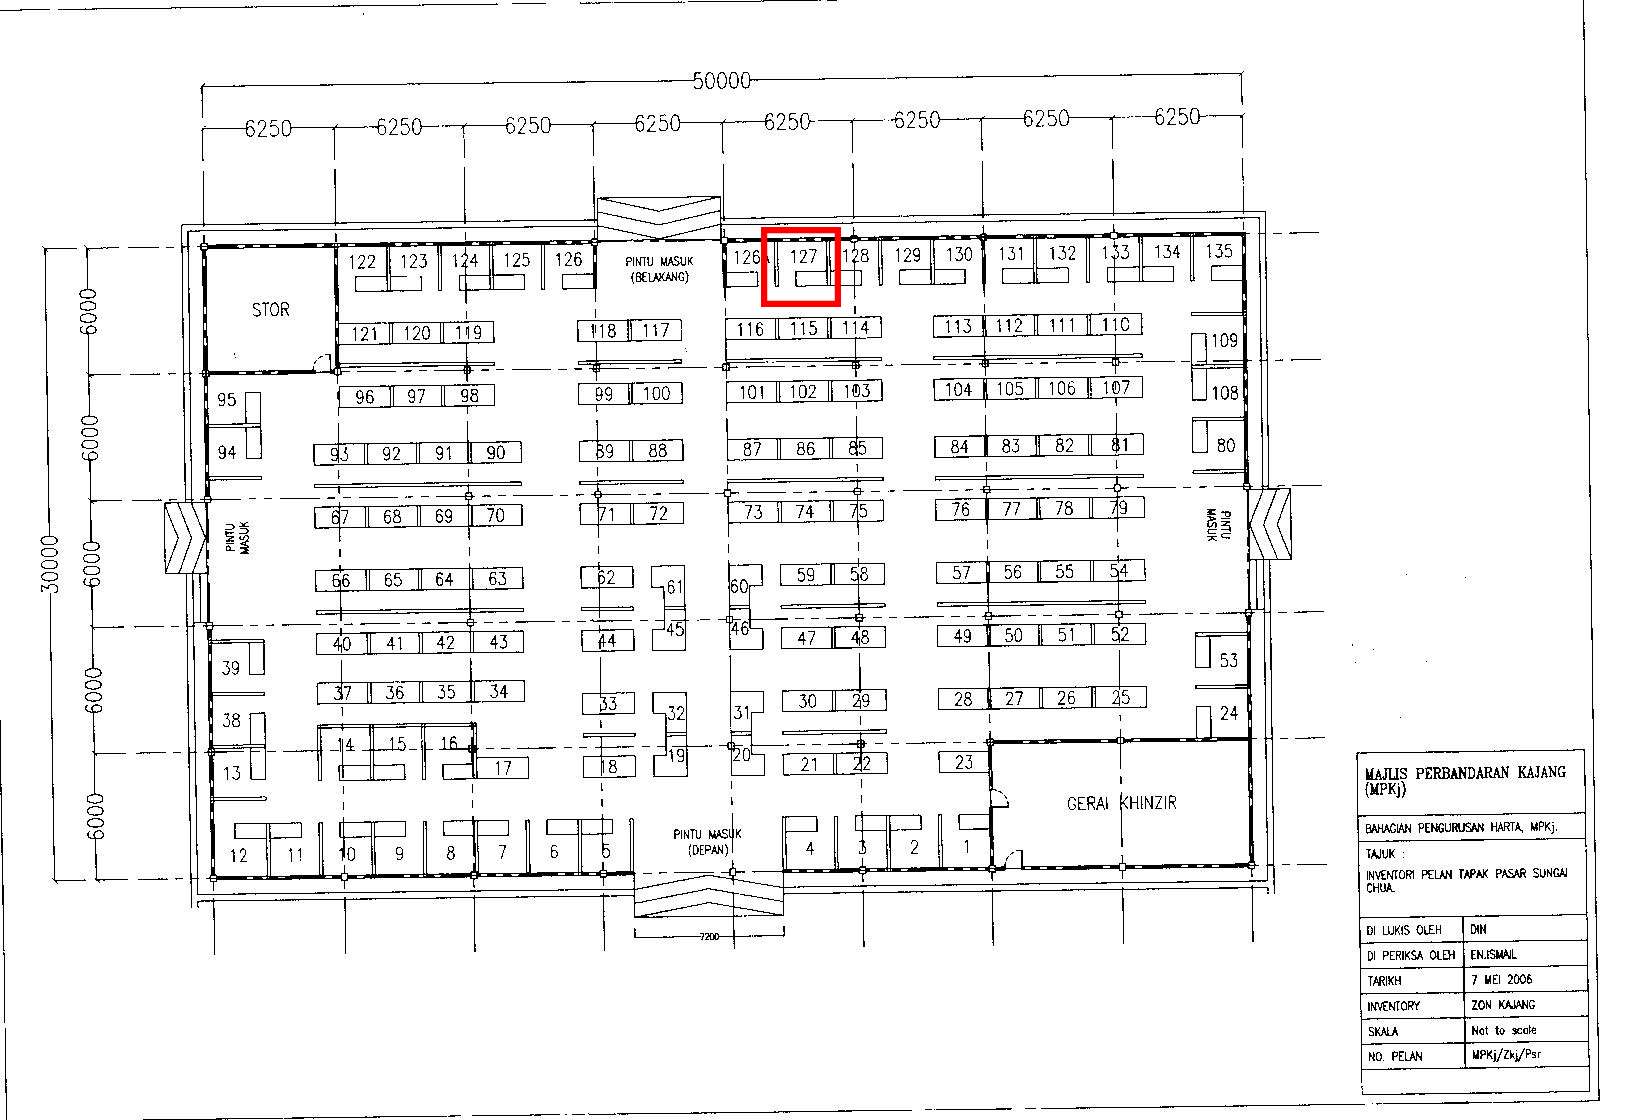 50000
6250 6250 6250 6250 6250 6250 6250 6250
122 123 124 125 126 PINTU MASUK 126A 127 128 129 130 131 132 133 134 135
(BELAKANG)
6000
STOR
121 120 119 118 117 116 115 114 113 112 111 110
109
95 96 97 98 99 100 101 102 103 104 105 106 107 108
6000
94 93 92 91 90 89 88 87 86 85 84 83 82 81 80
67 68 69 70 71 72 73 74 75 76 77 78 79
PINTU
MASUK
PINTU
MASUK
30000
6000
66 65 64 63 62 61 60 59 58 57 56 55 54
40 41 42 43 44 45 46 47 48 49 50 51 52
39 53
6000
37 36 35 34 33 32 31 30 29 28 27 26 25
38 24
14 15 16
13 17 18 19 20 21 22 23
GERAI KHINZIR
6000
PINTU MASUK
(DEPAN)
12 11 10 9 8 7 6 5 4 3 2 1
7200
MAJLIS PERBANDARAN KAJANG
(MPKj)
BAHAGIAN PENGURUSAN HARTA, MPKj.
TAJUK :
INVENTORI PELAN TAPAK PASAR SUNGAI
CHUA.
DI LUKIS OLEH DIN
DI PERIKSA OLEH EN.ISMAIL
TARIKH 7 MEI 2006
INVENTORY ZON KAJANG
SKALA Not to scale
NO. PELAN MPKj/Zkj/Psr